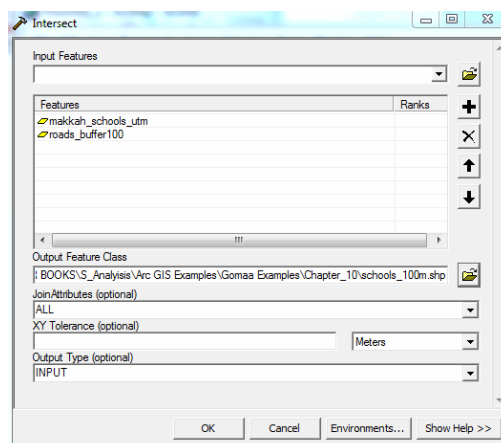 Intersect
Input Features
Features Ranks
makkah_schools_utm
roads_buffer100
Output Feature Class
BOOKS\S_Analyisis\Arc GIS Examples\Gomaa Examples\Chapter_10\schools_100m.shp
JoinAttributes (optional)
ALL
XY Tolerance (optional)
Meters
Output Type (optional)
INPUT
OK Cancel Environments... Show Help >>